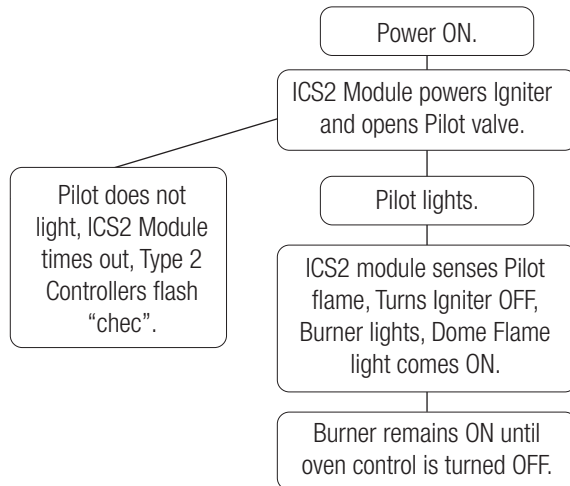 Power ON.
ICS2 Module powers Igniter
and opens Pilot valve.
Pilot does not
light, ICS2 Module
times out, Type 2
Controllers flash
“chec”.
Pilot lights.
ICS2 module senses Pilot
flame, Turns Igniter OFF,
Burner lights, Dome Flame
light comes ON.
Burner remains ON until
oven control is turned OFF.